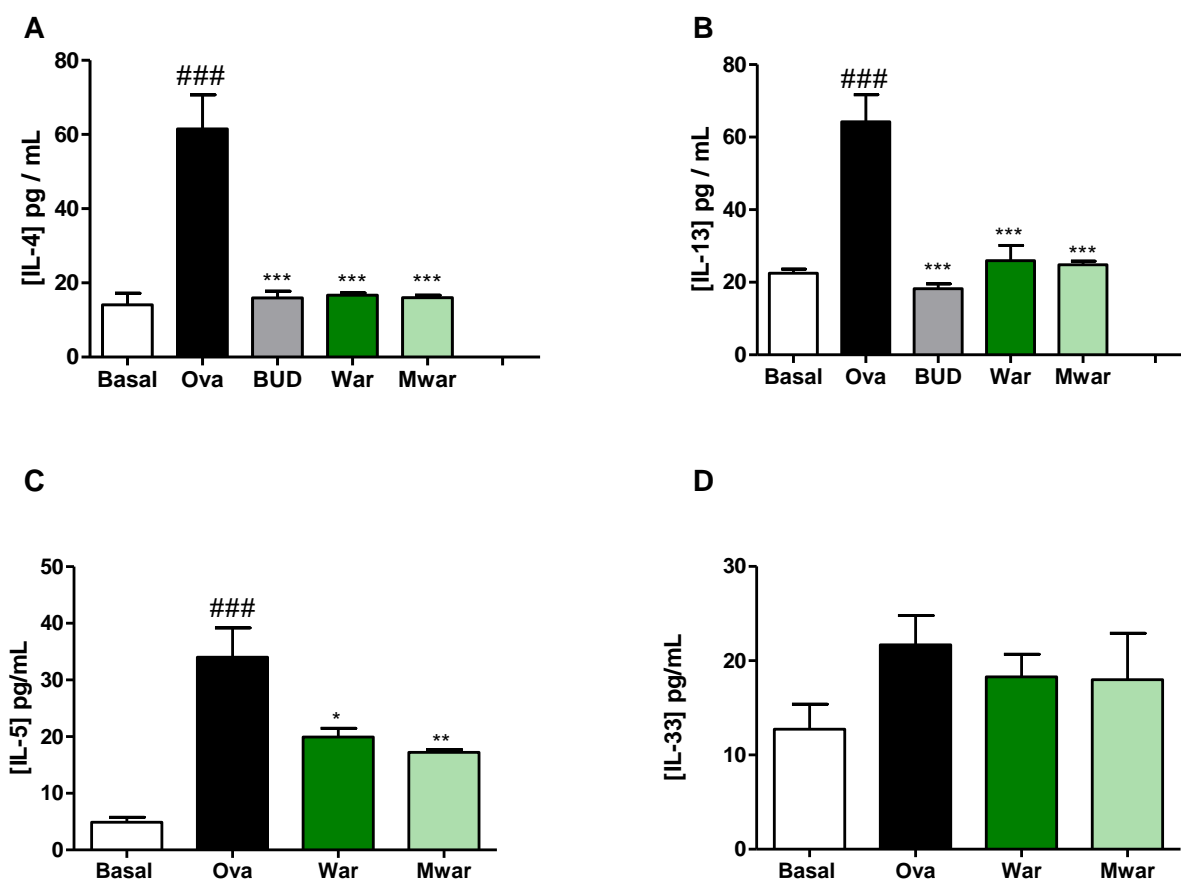 A
[IL-4] pg / mL
80
60
40
20
0
###
***
***
***
Basal Ova BUD War Mwar
B
[IL-13] pg / mL
80
60
40
20
0
###
***
***
***
Basal Ova BUD War Mwar
C
[IL-5] pg/mL
50
40
30
20
10
0
###
*
**
Basal Ova War Mwar
D
[IL-33] pg/mL
30
20
10
0
Basal Ova War Mwar